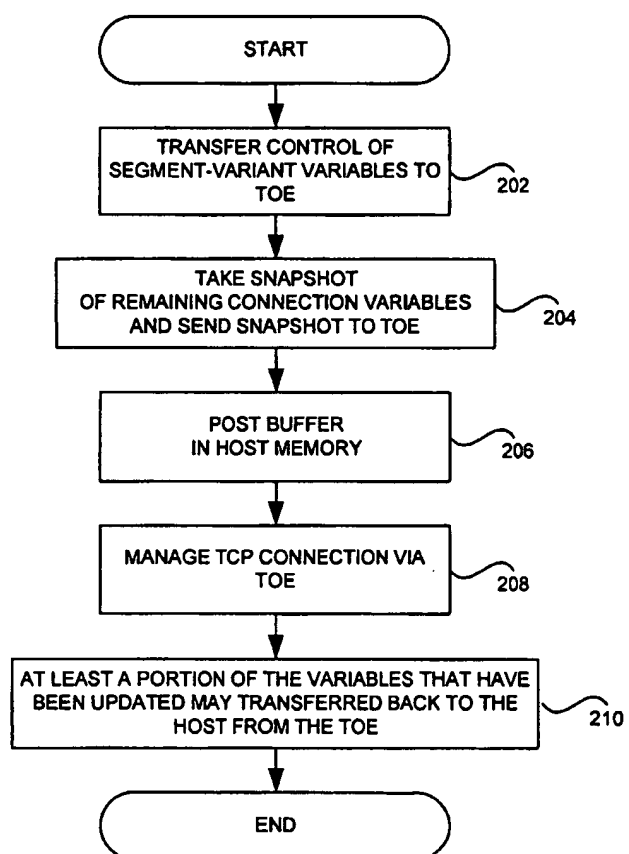 START
TRANSFER CONTROL OF
SEGMENT-VARIANT VARIABLES TO
TOE
202
TAKE SNAPSHOT
OF REMAINING CONNECTION VARIABLES
AND SEND SNAPSHOT TO TOE
204
POST BUFFER
IN HOST MEMORY
206
MANAGE TCP CONNECTION VIA
TOE
208
AT LEAST A PORTION OF THE VARIABLES THAT HAVE
BEEN UPDATED MAY TRANSFERRED BACK TO THE
HOST FROM THE TOE
210
END